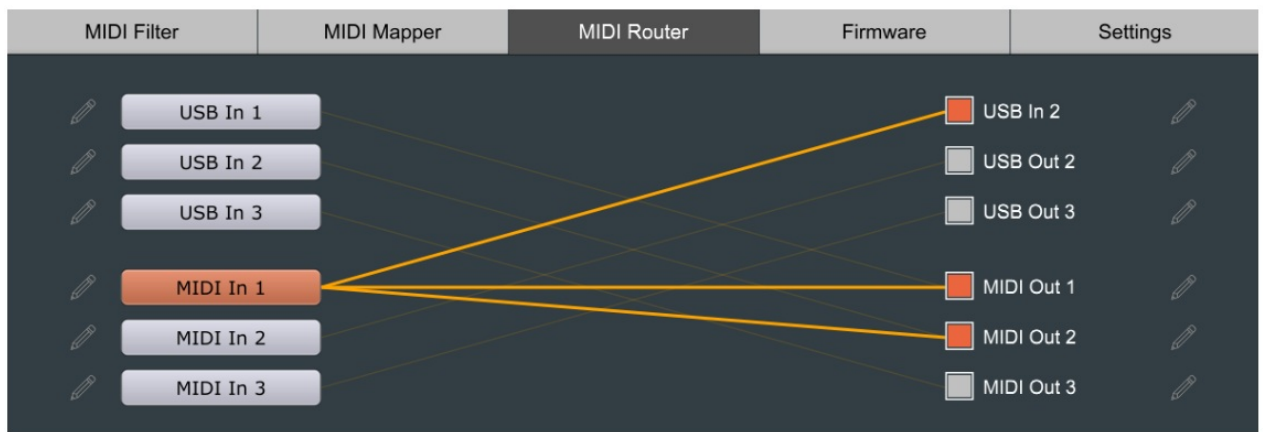 MIDI Filter MIDI Mapper MIDI Router Firmware Settings
USB In 1 USB In 2
USB In 2 USB Out 2
USB In 3 USB Out 3
MIDI In 1 MIDI Out 1
MIDI In 2 MIDI Out 2
MIDI In 3 MIDI Out 3